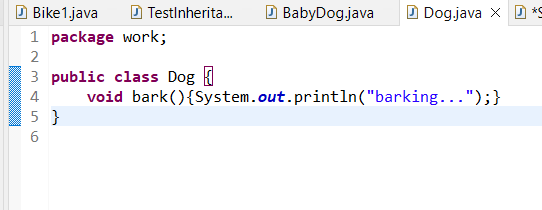 Bike1.java TestInherita... BabyDog.java Dog.java *S
1 package work;
2
3 public class Dog {
4 void bark(){System.out.println("barking...");}
5 }
6